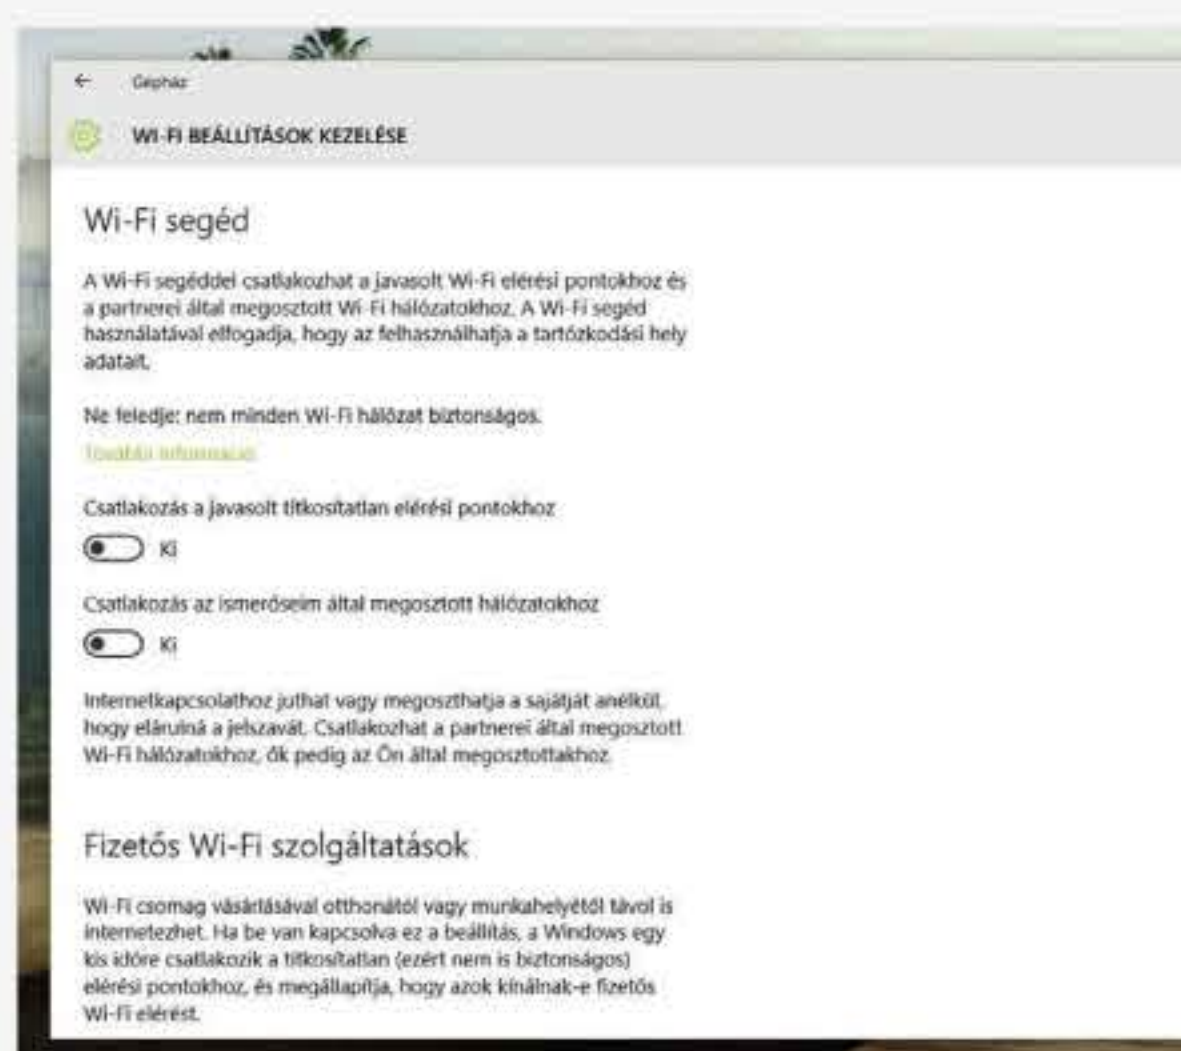 Gépház
WI-FI BEÁLLÍTÁSOK KEZELÉSE
Wi-Fi segéd
A Wi-Fi segéddel csatlakozhat a javasolt Wi-Fi elérési pontokhoz és
a partnerei által megosztott Wi-Fi hálózatokhoz. A Wi-Fi segéd
használatával elfogadja, hogy az felhasználhatja a tartózkodási hely
adatait.
Ne feledje: nem minden Wi-Fi hálózat biztonságos.
További információ
Csatlakozás a javasolt titkosítatlan elérési pontokhoz
Ki
Csatlakozás az ismerőseim által megosztott hálózatokhoz
Ki
Internetkapcsolathoz juthat vagy megoszthatja a sajátját anélkül,
hogy elárulná a jelszavát. Csatlakozhat a partnerei által megosztott
Wi-Fi hálózatokhoz, ők pedig az Ön által megosztottakhoz.
Fizetős Wi-Fi szolgáltatások
Wi-Fi csomag vásárlásával otthonától vagy munkahelyétől távol is
internetezhet. Ha be van kapcsolva ez a beállítás, a Windows egy
kis időre csatlakozik a titkosítatlan (ezért nem is biztonságos)
elérési pontokhoz, és megállapítja, hogy azok kínálnak-e fizetős
Wi-Fi elérést.